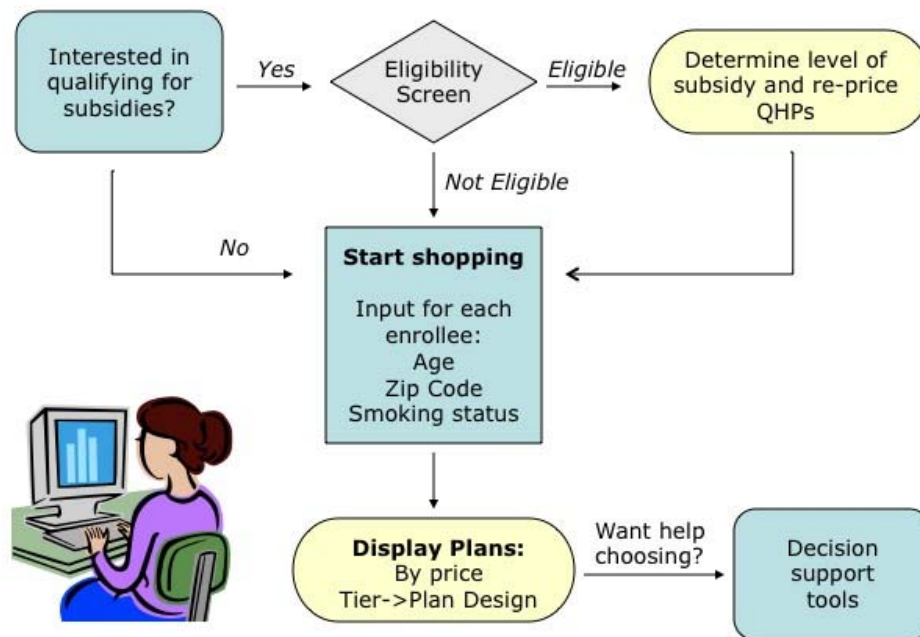 Interested in
qualifying for
subsidies?
Yes
Eligibility
Screen
Eligible
Determine level of
subsidy and re-price
QHPs
Not Eligible
No
Start shopping
Input for each
enrollee:
Age
Zip Code
Smoking status
Display Plans:
By price
Tier->Plan Design
Want help
choosing?
Decision
support
tools